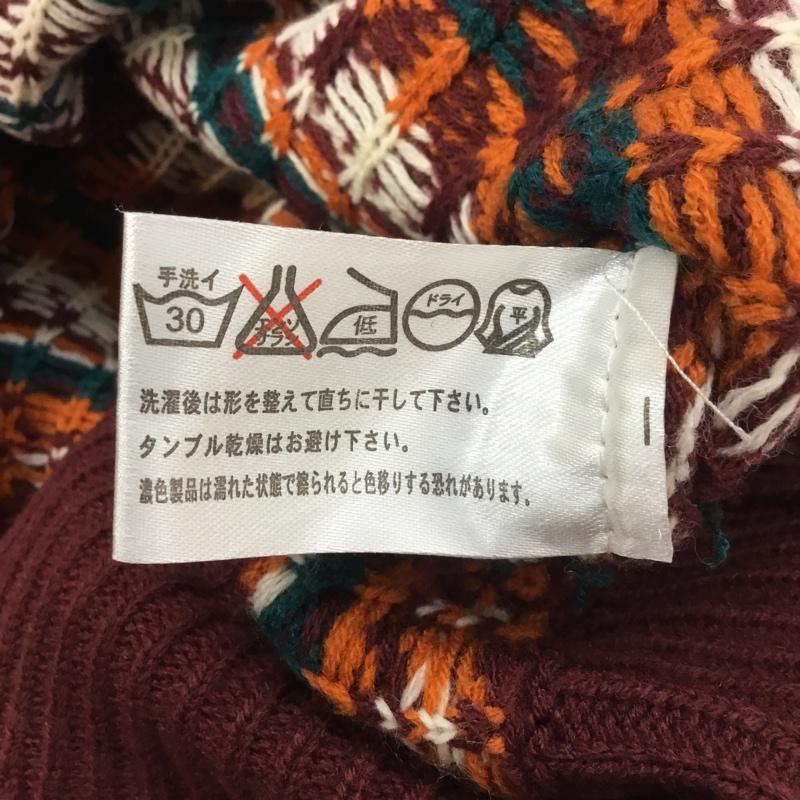 手洗イ
30
エンソ
サラシ
低
ドライ
平
洗濯後は形を整えて直ちに干して下さい。
タンブル乾燥はお避け下さい。
濃色製品は濡れた状態で擦られると色移りする恐れがあります。